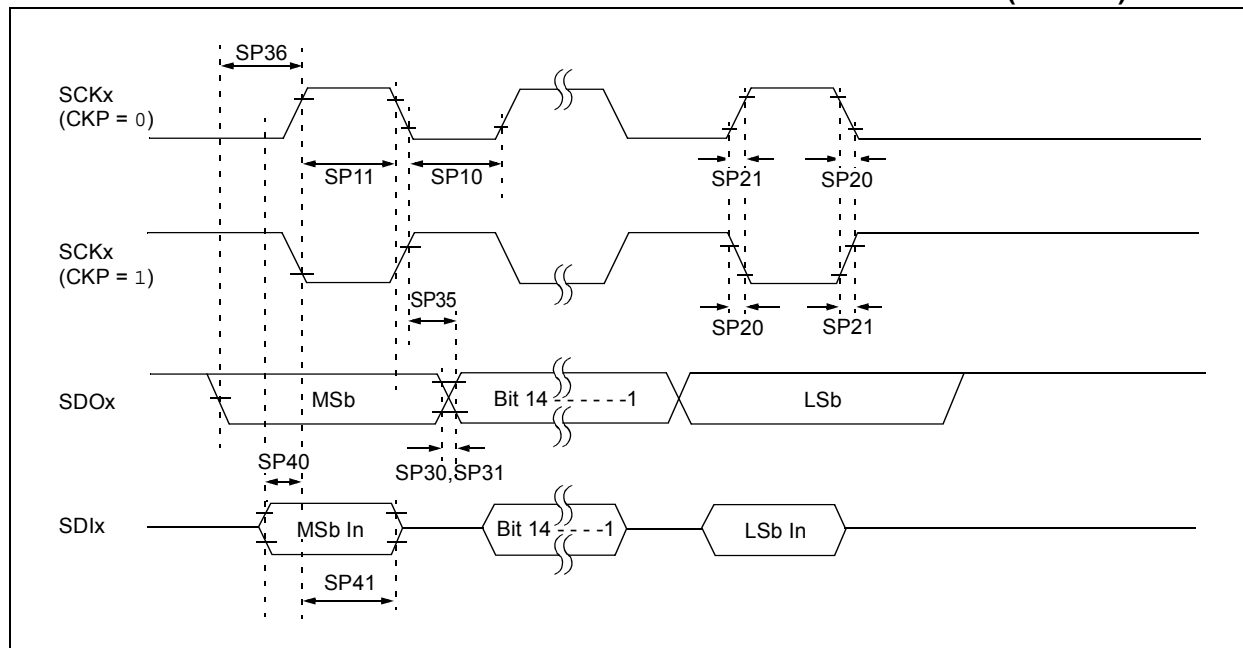 SP36
SCKx
(CKP = 0)
SP11
SP10
SP21
SP20
SCKx
(CKP = 1)
SP35
SP20
SP21
SDOx
MSb
Bit 14 - - - - - -1
LSb
SP40
SP30,SP31
SDIx
MSb In
Bit 14 - - - - -1
LSb In
SP41